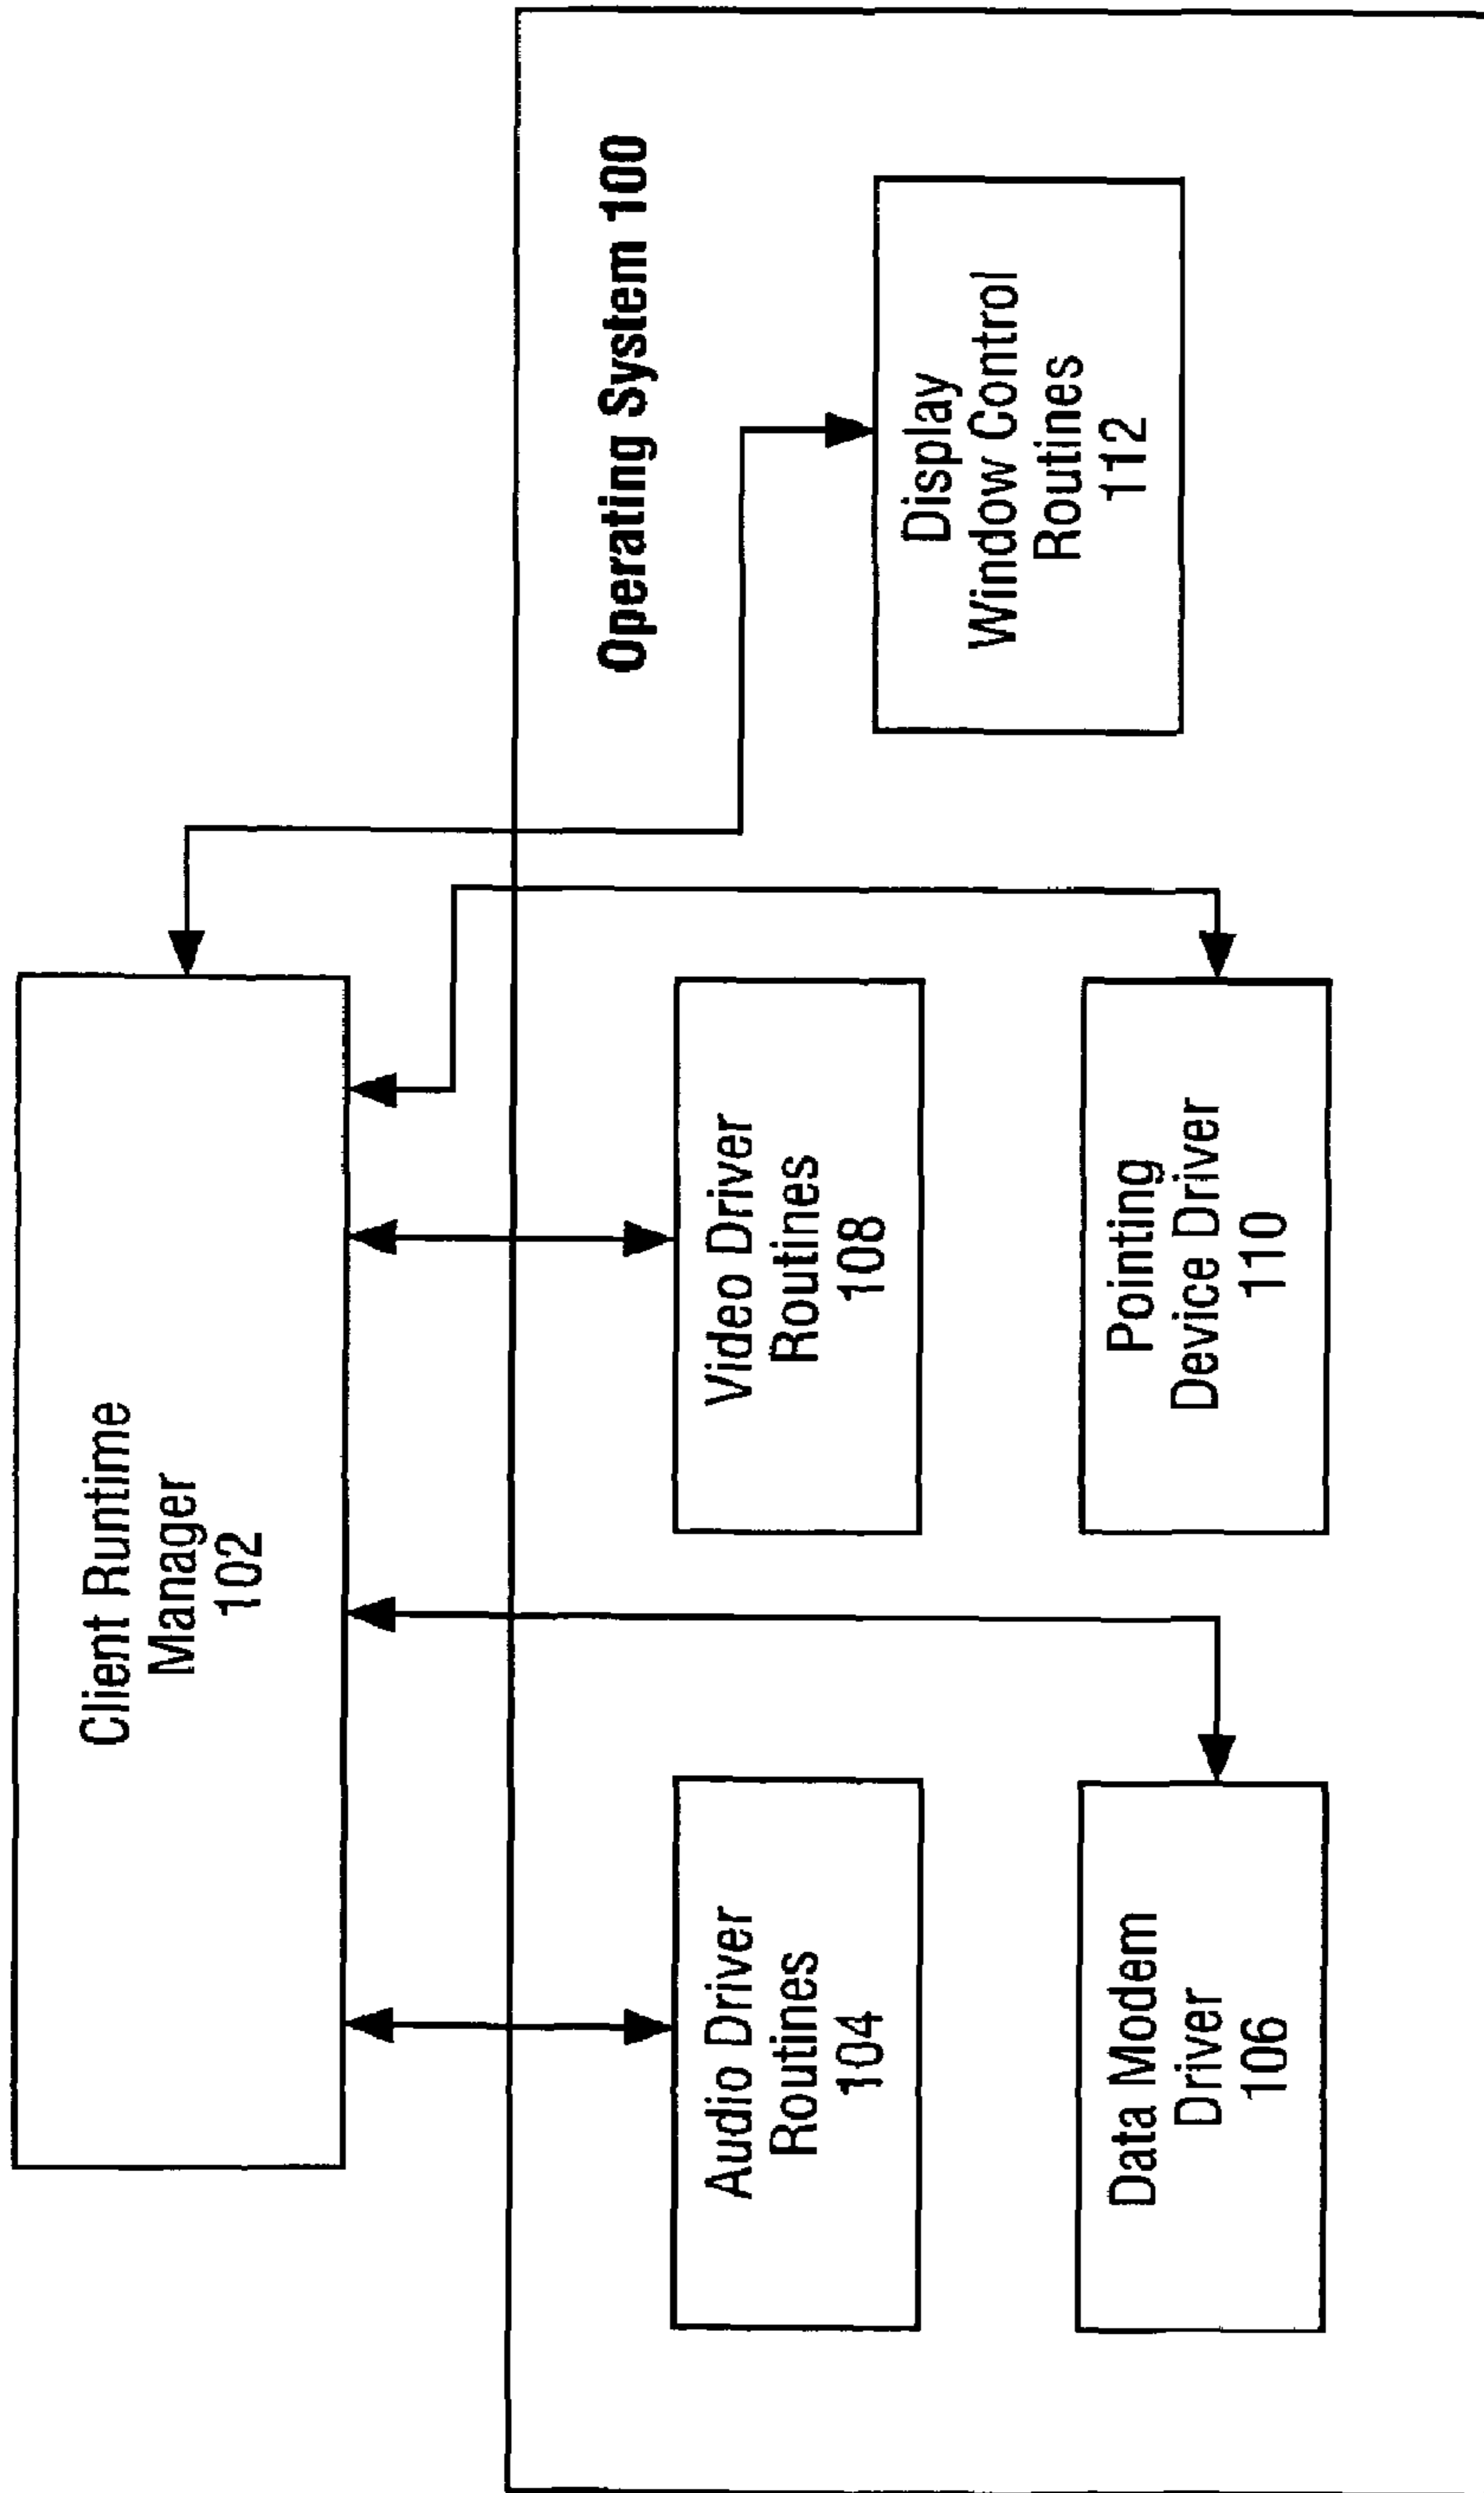 Client Runtime
Manager
102
Operating System 100
Audio Driver
Routines
104
Video Driver
Routines
108
Display
Window Control
Routines
112
Data Modem
Driver
106
Pointing
Device Driver
110